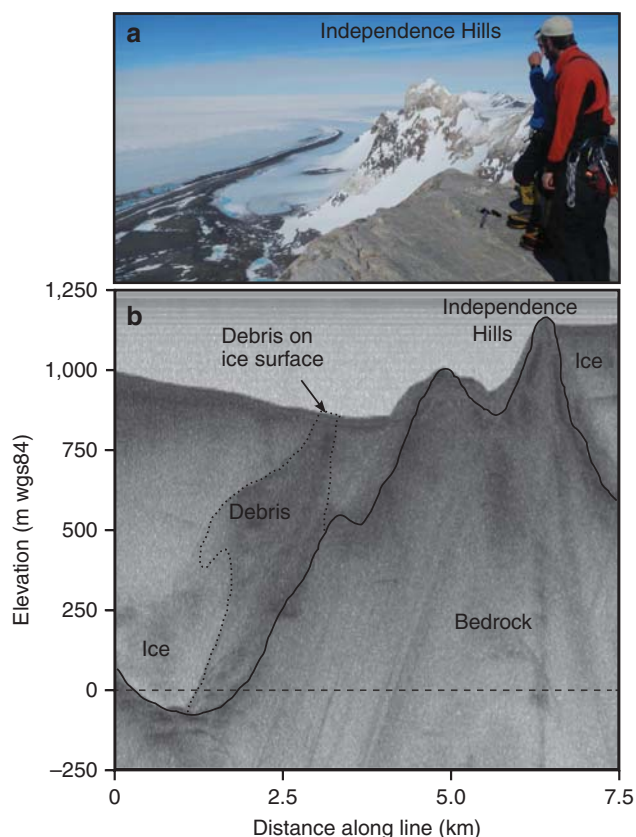 a
Independence Hills
b
Independence
Hills
Debris on
ice surface
Ice
Debris
Ice
Bedrock
Elevation (m wgs84)
1,250
1,000
750
500
250
0
–250
0
2.5
5.0
7.5
Distance along line (km)